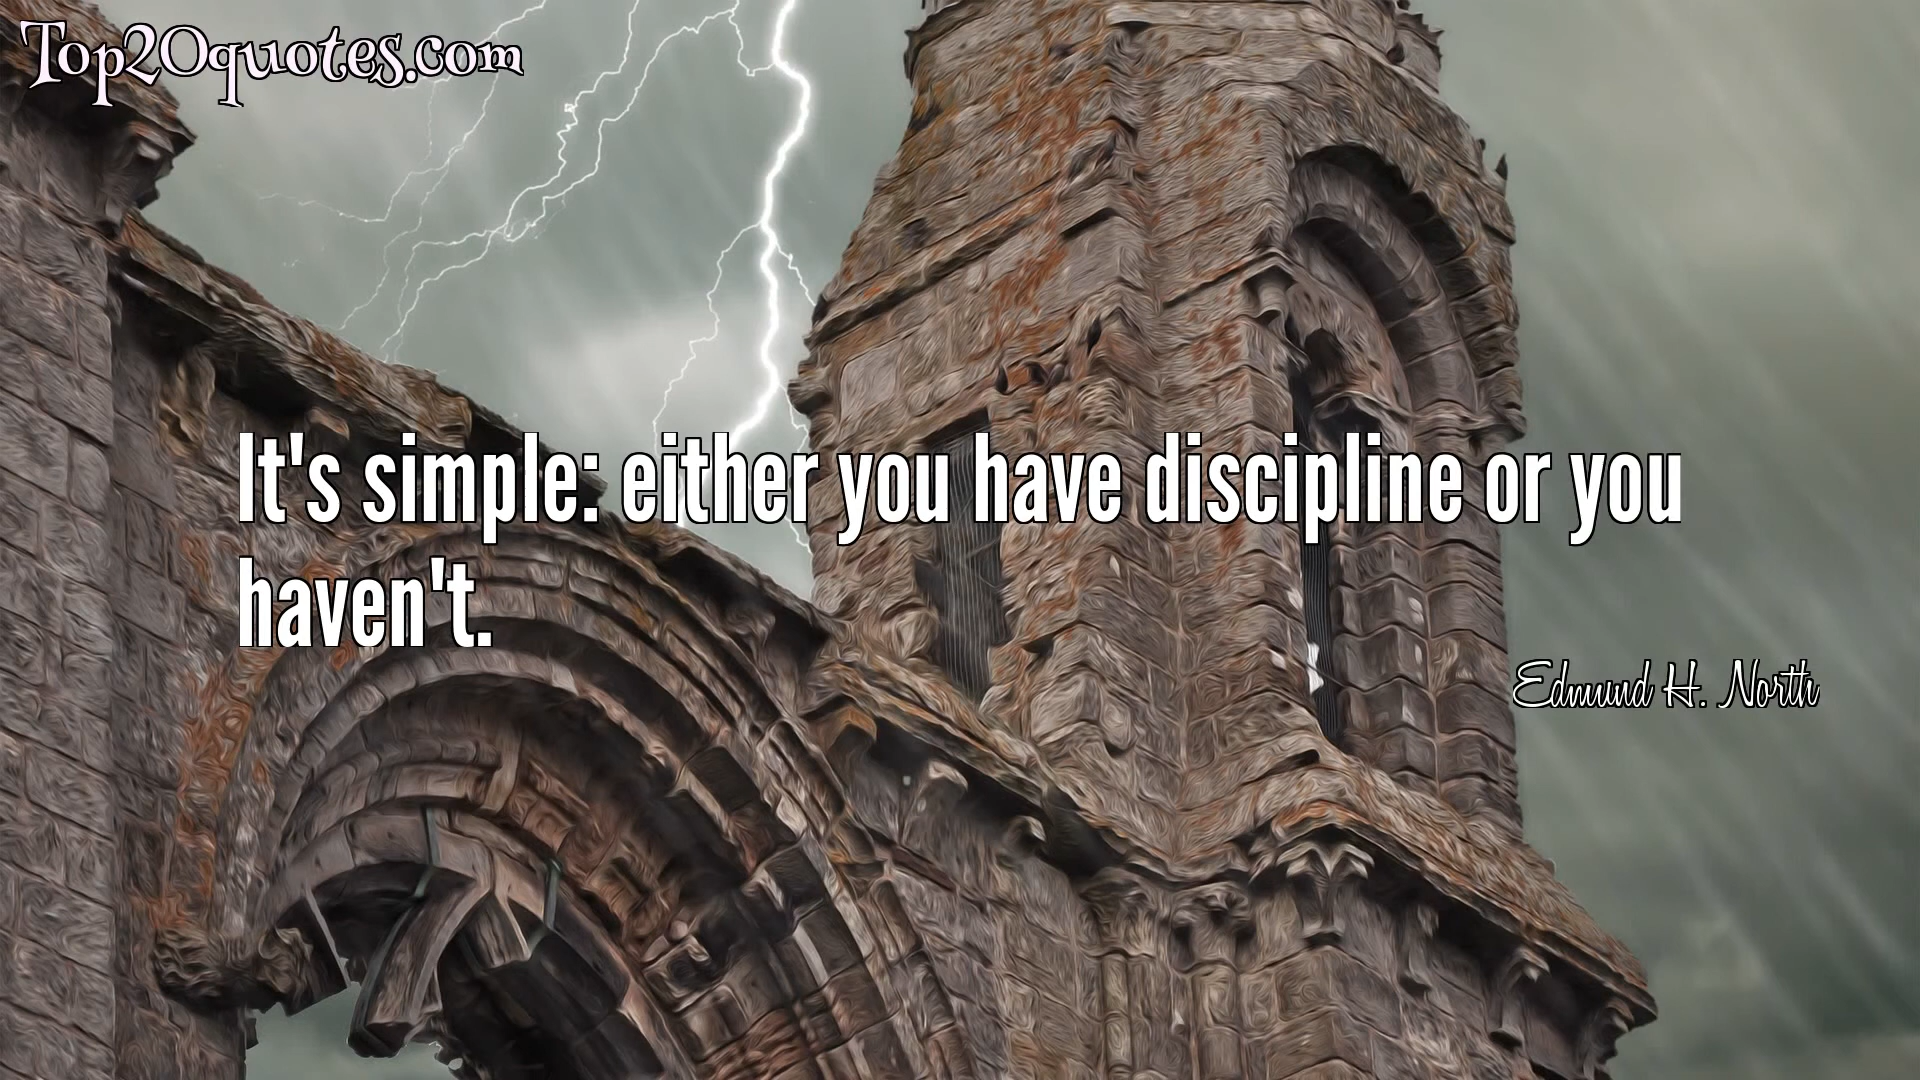 Top20quotes.com
It's simple: either you have discipline or you
haven't.
Edmund H. North